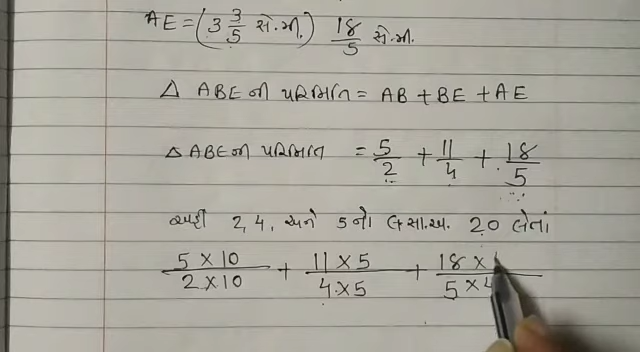 AE = (3 3/5 સે.મી.) 18/5 સે.મી.
△ ABE ની પરિમિતિ = AB + BE + AE
△ ABE ની પરિમિતિ = 5/2 + 11/4 + 18/5
અહીં 2, 4, અને 5 નો લ.સા.અ. 20 લેતાં
5 × 10 / 2 × 10 + 11 × 5 / 4 × 5 + 18 × / 5 × 4